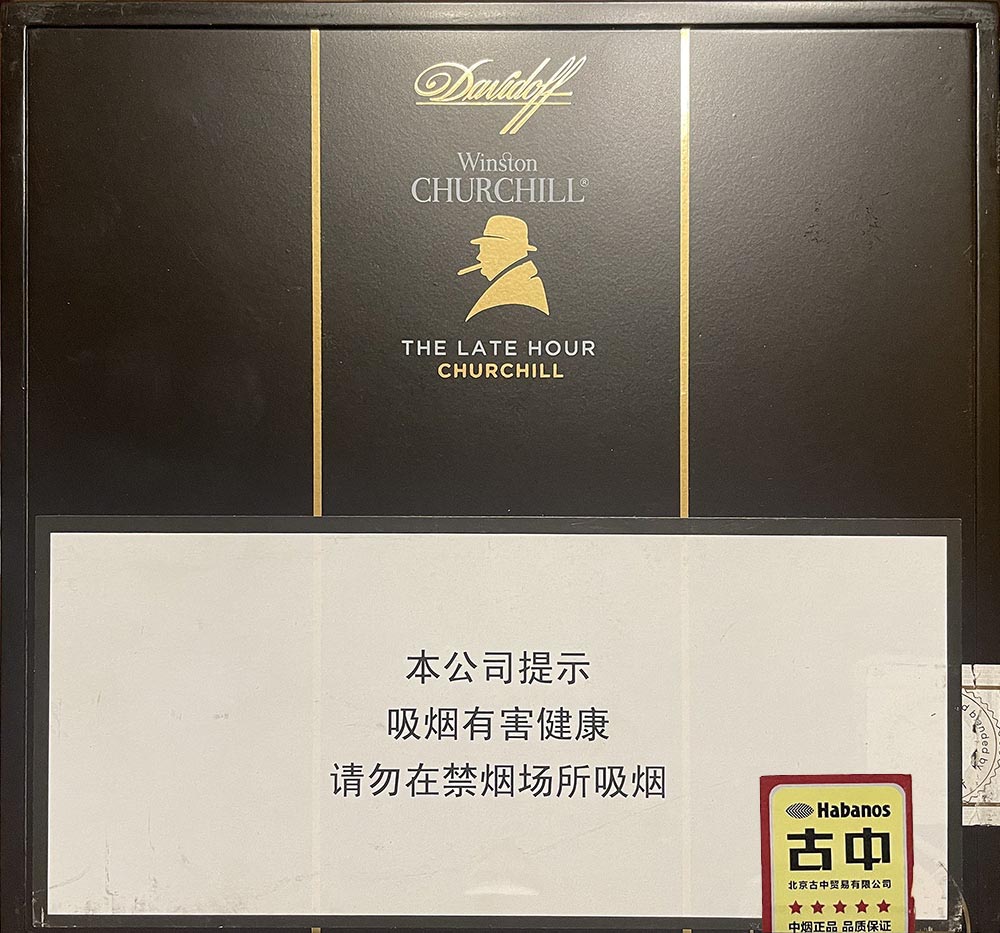 Davidoff
Winston
CHURCHILL®
THE LATE HOUR
CHURCHILL
本公司提示
吸烟有害健康
请勿在禁烟场所吸烟
Habanos
古中
北京古中贸易有限公司
★★★★★
中烟正品 品质保证
nded by